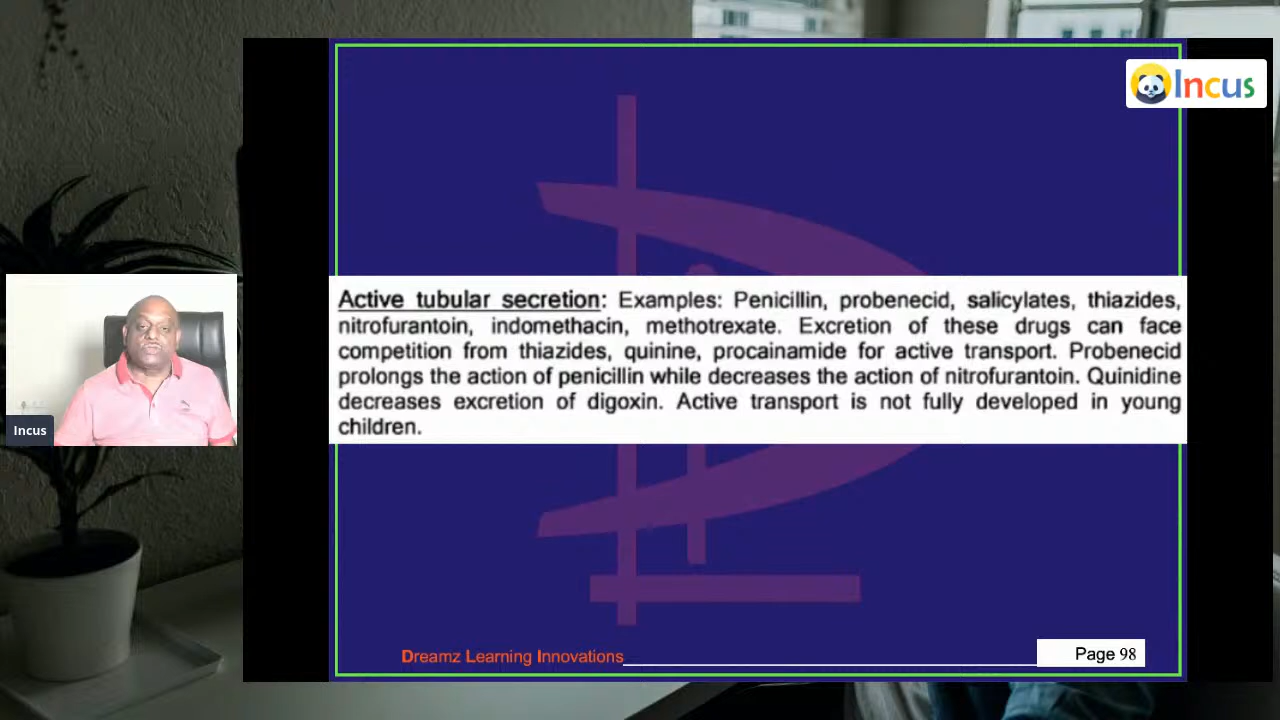 Incus
Active tubular secretion: Examples: Penicillin, probenecid, salicylates, thiazides,
nitrofurantoin, indomethacin, methotrexate. Excretion of these drugs can face
competition from thiazides, quinine, procainamide for active transport. Probenecid
prolongs the action of penicillin while decreases the action of nitrofurantoin. Quinidine
decreases excretion of digoxin. Active transport is not fully developed in young
children.
Incus
Dreamz Learning Innovations
Page 98